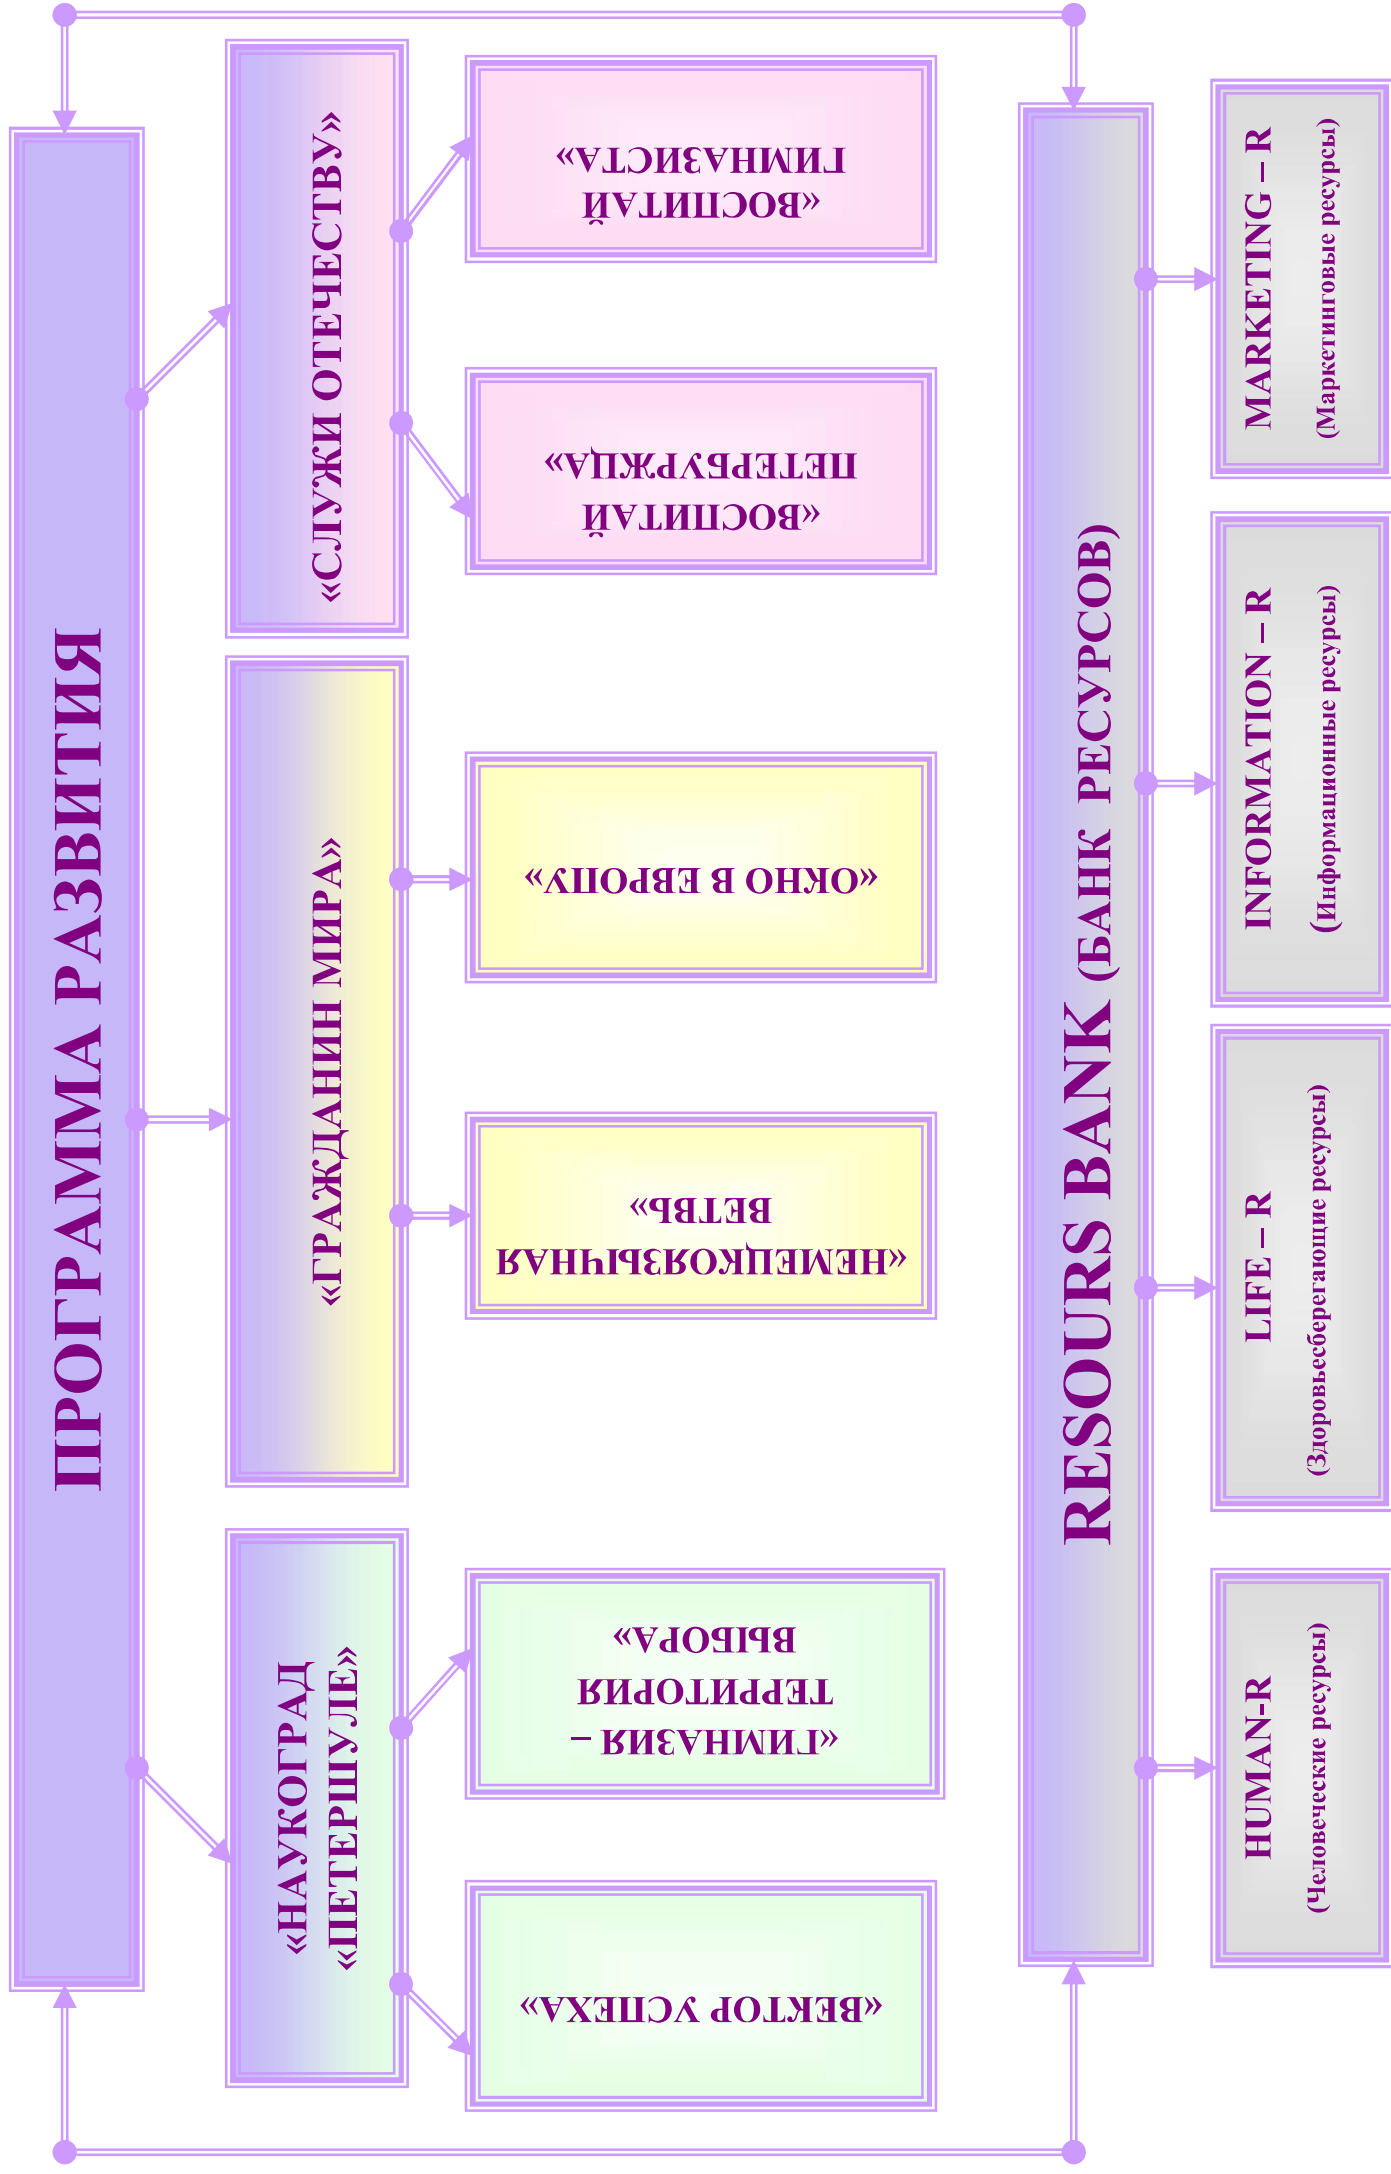 ПРОГРАММА РАЗВИТИЯ
«НАУКОГРАД
«ПЕТЕРШУЛЕ»
«ГРАЖДАНИН МИРА»
«СЛУЖИ ОТЕЧЕСТВУ»
«ВЕКТОР УСПЕХА»
«ГИМНАЗИЯ –
ТЕРРИТОРИЯ
ВЫБОРА»
«НЕМЕЦКОЯЗЫЧНАЯ
ВЕТВЬ»
«ОКНО В ЕВРОПУ»
«ВОСПИТАЙ
ПЕТЕРБУРЖЦА»
«ВОСПИТАЙ
ГИМНАЗИСТА»
RESOURS BANK (БАНК РЕСУРСОВ)
HUMAN-R
(Человеческие ресурсы)
LIFE – R
(Здоровьесберегающие ресурсы)
INFORMATION – R
(Информационные ресурсы)
MARKETING – R
(Маркетинговые ресурсы)